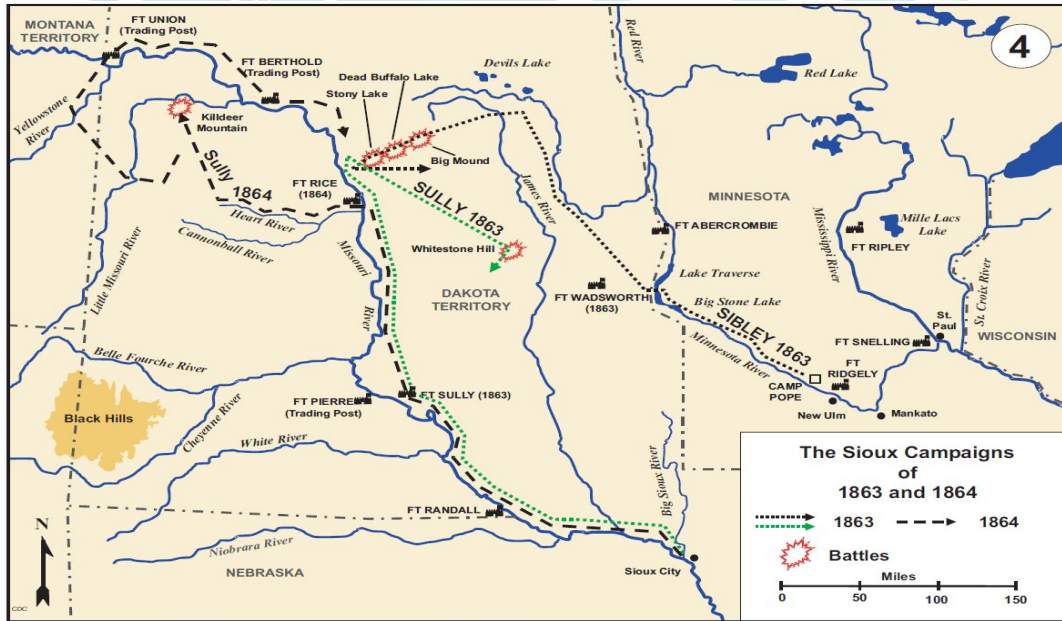 MONTANA
TERRITORY
FT UNION
(Trading Post)
FT BERTHOLD
(Trading Post)
Dead Buffalo Lake
Stony Lake
Devils Lake
Red River
Red Lake
4
Yellowstone
River
Killdeer
Mountain
Big Mound
Sully
1864
FT RICE
(1864)
SULLY 1863
James River
MINNESOTA
Heart River
Cannonball River
Whitestone Hill
FT ABERCROMBIE
Mississippi River
Mille Lacs
Lake
FT RIPLEY
Little Missouri River
Missouri
River
DAKOTA
TERRITORY
FT WADSWORTH
(1863)
Lake Traverse
Big Stone Lake
St. Croix River
SIBLEY 1863
Minnesota River
St.
Paul
FT SNELLING
WISCONSIN
Belle Fourche River
FT
RIDGELY
CAMP
POPE
New Ulm
Mankato
Black Hills
Cheyenne River
FT PIERRE
(Trading Post)
FT SULLY (1863)
White River
Big Sioux River
FT RANDALL
Niobrara River
NEBRASKA
Sioux City
N
CDC
The Sioux Campaigns
of
1863 and 1864
1863 1864
Battles
Miles
0 50 100 150